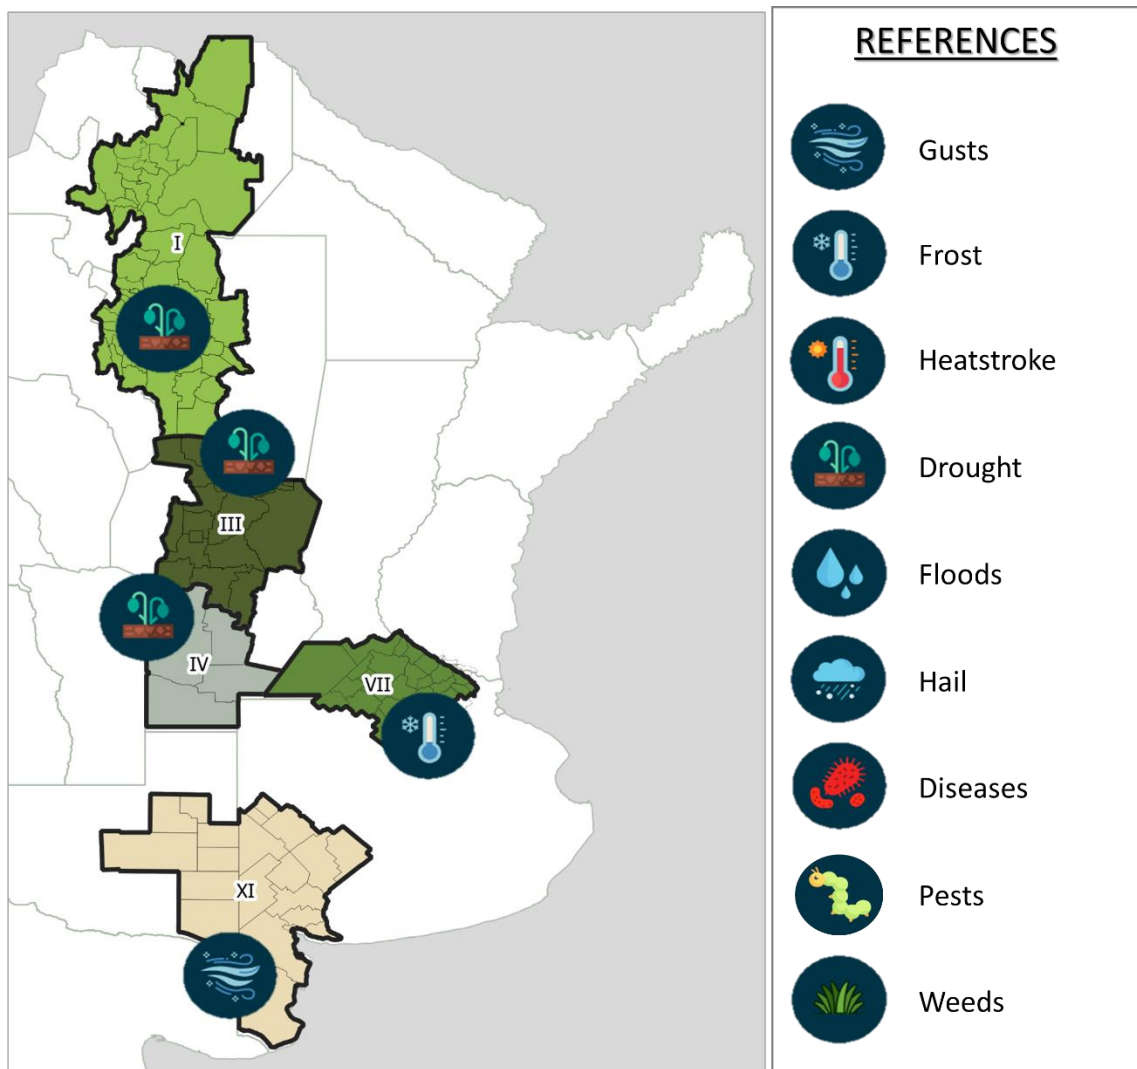 REFERENCES
Gusts
Frost
Heatstroke
Drought
Floods
Hail
Diseases
Pests
Weeds
I
III
IV
VII
XI